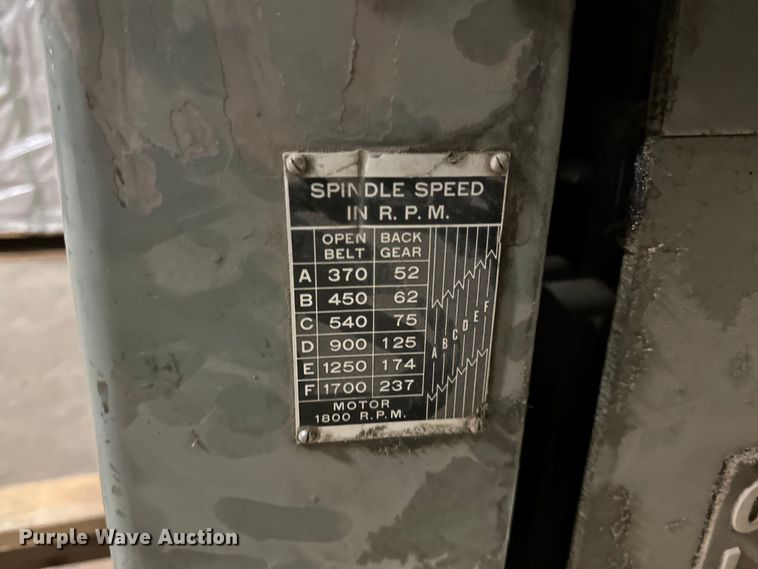 SPINDLE SPEED
IN R. P. M.
OPEN BELT BACK GEAR
A 370 52
B 450 62
C 540 75
D 900 125
E 1250 174
F 1700 237
A B C D E F
MOTOR
1800 R.P.M.
Purple Wave Auction